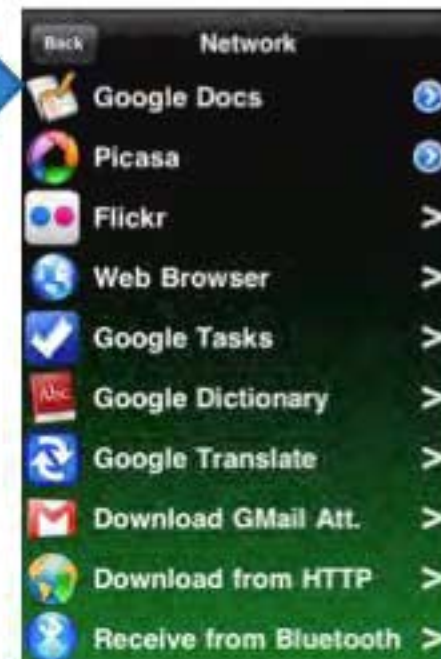 Back Network
Google Docs
Picasa
Flickr
Web Browser
Google Tasks
Abc
Google Dictionary
Google Translate
Download GMail Att.
Download from HTTP
Receive from Bluetooth